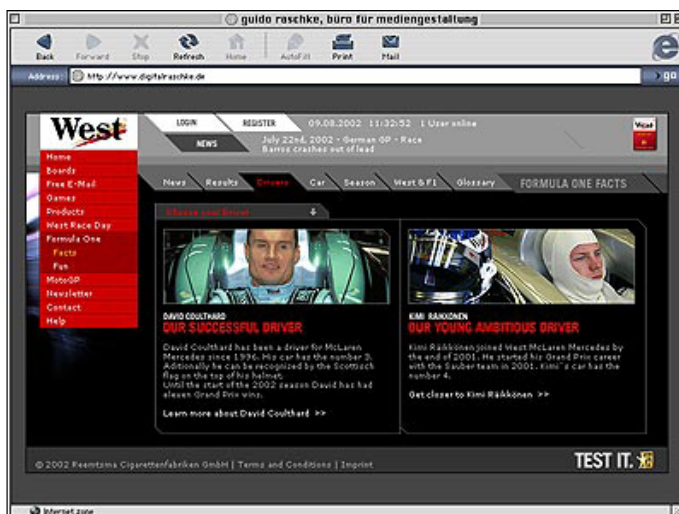 guido raschke, büro für mediengestaltung
Back Forward Stop Refresh Home AutoFill Print Mail
Address: http://www.digitalraschke.de go
West
LOGIN REGISTER 09.08.2002 11:32:52 1 User online
NEWS July 22nd, 2002 - German GP - Race
Barros crashes out of lead
West
Home
Boards
Free E-Mail
Games
Products
West Race Day
Formula One
Facts
Fun
MotoGP
Newsletter
Contact
Help
News Results Drivers Car Season West & F1 Glossary FORMULA ONE FACTS
Choose your Driver
DAVID COULTHARD
OUR SUCCESSFUL DRIVER
David Coulthard has been a driver for McLaren
Mercedes since 1996. His car has the number 3.
Aditionally he can be recognized by the Scottisch
flag on the top of his helmet.
Until the start of the 2002 season David has had
eleven Grand Prix wins.
Learn more about David Coulthard >>
KIMI RÄIKKÖNEN
OUR YOUNG AMBITIOUS DRIVER
Kimi Räikkönen joined West McLaren Mercedes by
the end of 2001. He started his Grand Prix career
with the Sauber team in 2001. Kimi´s car has the
number 4.
Get closer to Kimi Räikkönen >>
© 2002 Reemtsma Cigarettenfabriken GmbH | Terms and Conditions | Imprint
TEST IT.
Internet zone